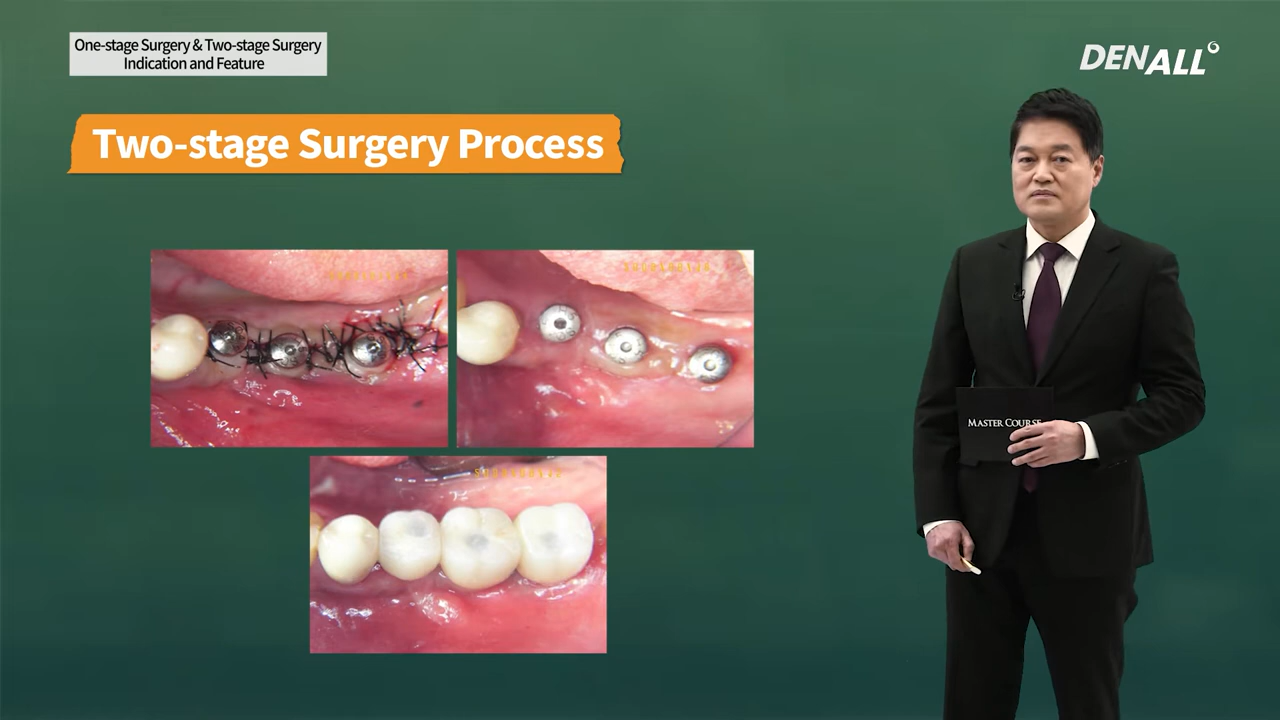 One-stage Surgery & Two-stage Surgery
Indication and Feature
DENALL
Two-stage Surgery Process
MASTER COURSE